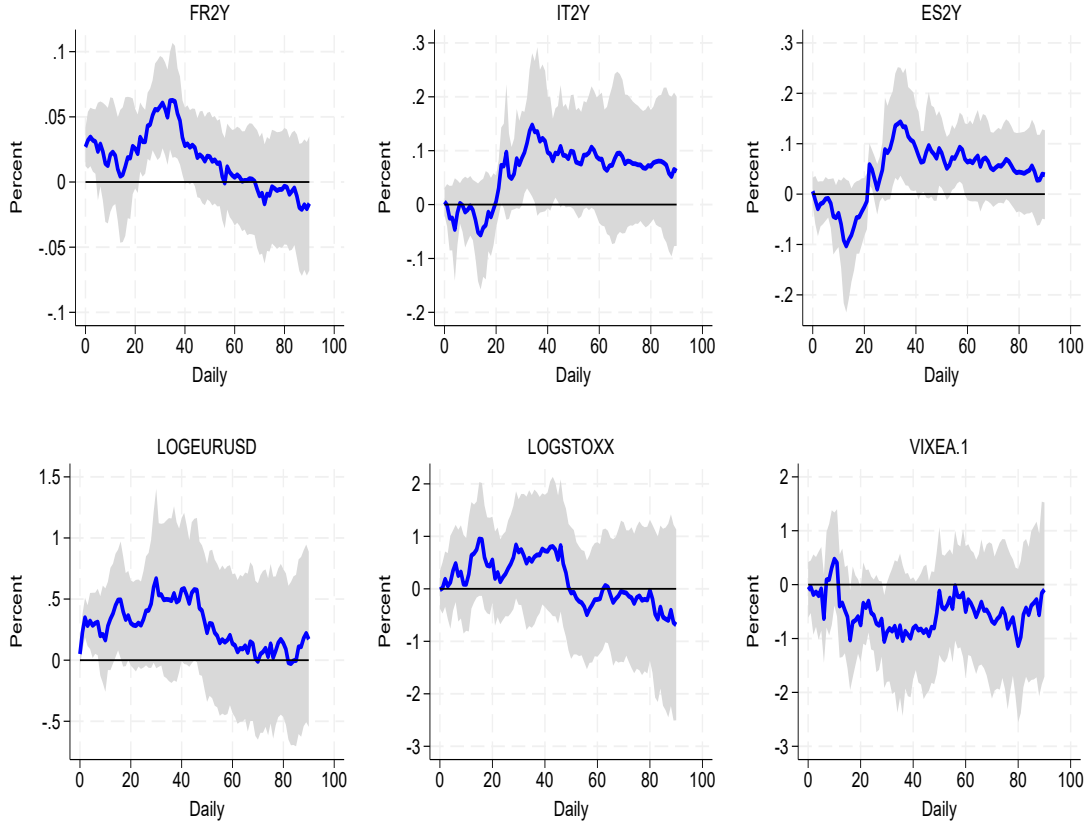 FR2Y
IT2Y
ES2Y
Percent
.1
.05
0
-.05
-.1
0 20 40 60 80 100
Daily
Percent
.3
.2
.1
0
-.1
-.2
0 20 40 60 80 100
Daily
Percent
.3
.2
.1
0
-.1
-.2
0 20 40 60 80 100
Daily
LOGEURUSD
LOGSTOXX
VIXEA.1
Percent
1.5
1
.5
0
-.5
0 20 40 60 80 100
Daily
Percent
2
1
0
-1
-2
-3
0 20 40 60 80 100
Daily
Percent
2
1
0
-1
-2
-3
0 20 40 60 80 100
Daily